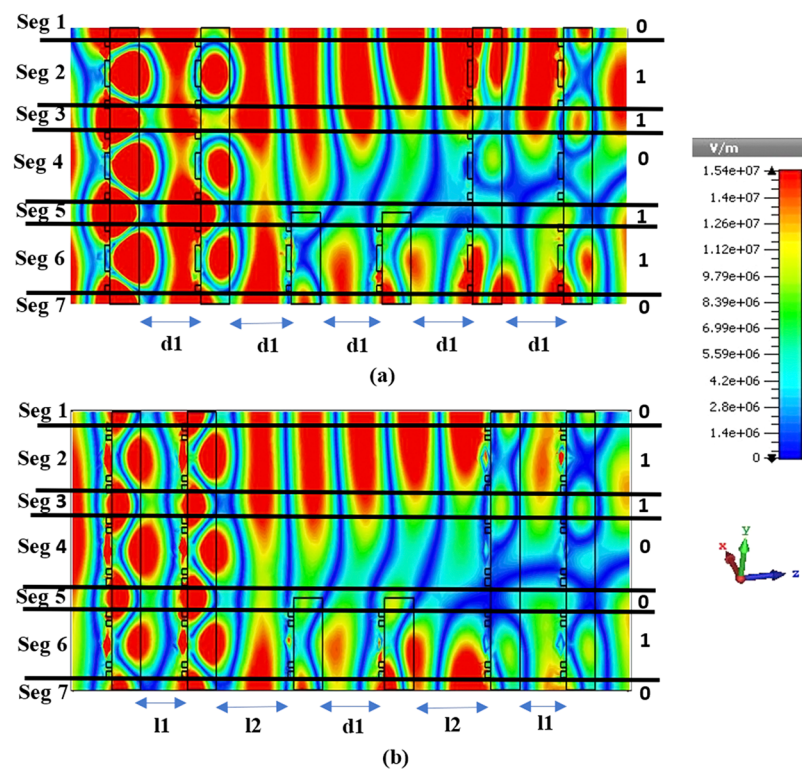 Seg 1 0
Seg 2 1
Seg 3 1
Seg 4 0
Seg 5 1
Seg 6 1
Seg 7 0
d1 d1 d1 d1 d1
(a)
V/m
1.54e+07
1.4e+07
1.26e+07
1.12e+07
9.79e+06
8.39e+06
6.99e+06
5.59e+06
4.2e+06
2.8e+06
1.4e+06
0
y
x
z
Seg 1 0
Seg 2 1
Seg 3 1
Seg 4 0
Seg 5 0
Seg 6 1
Seg 7 0
l1 l2 d1 l2 l1
(b)